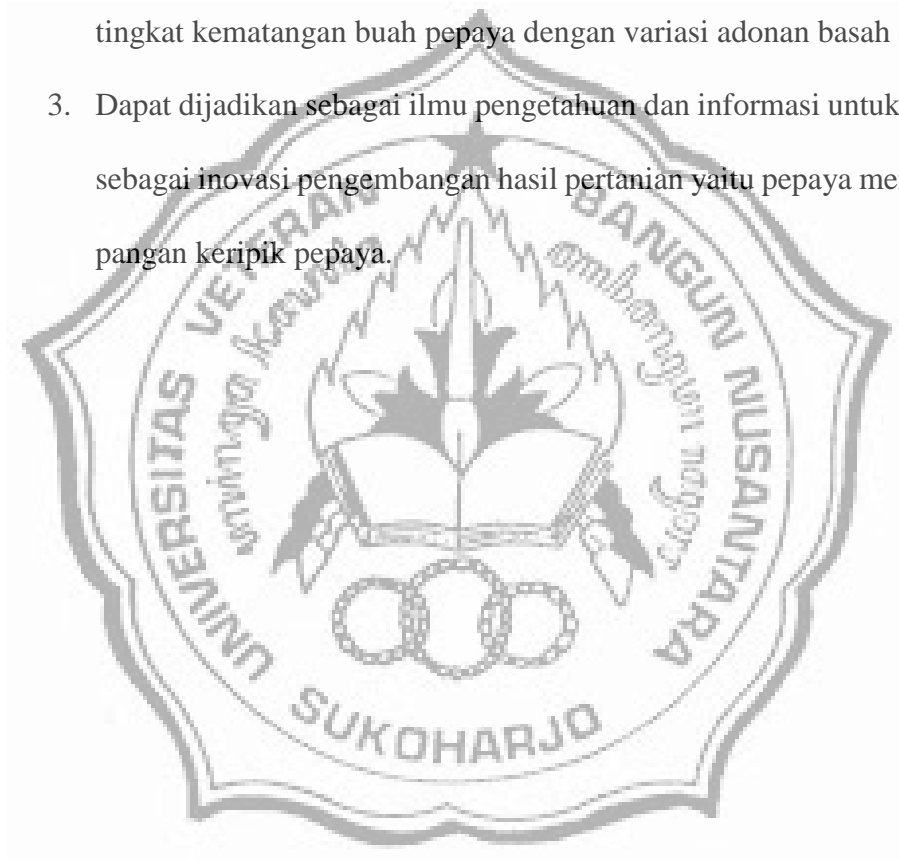 tingkat kematangan buah pepaya dengan variasi adonan basah
3. Dapat dijadikan sebagai ilmu pengetahuan dan informasi untuk
sebagai inovasi pengembangan hasil pertanian yaitu pepaya
pangan keripik pepaya.
UNIVERSITAS VETERAN BANGUN NUSANTARA
SUKOHARJO